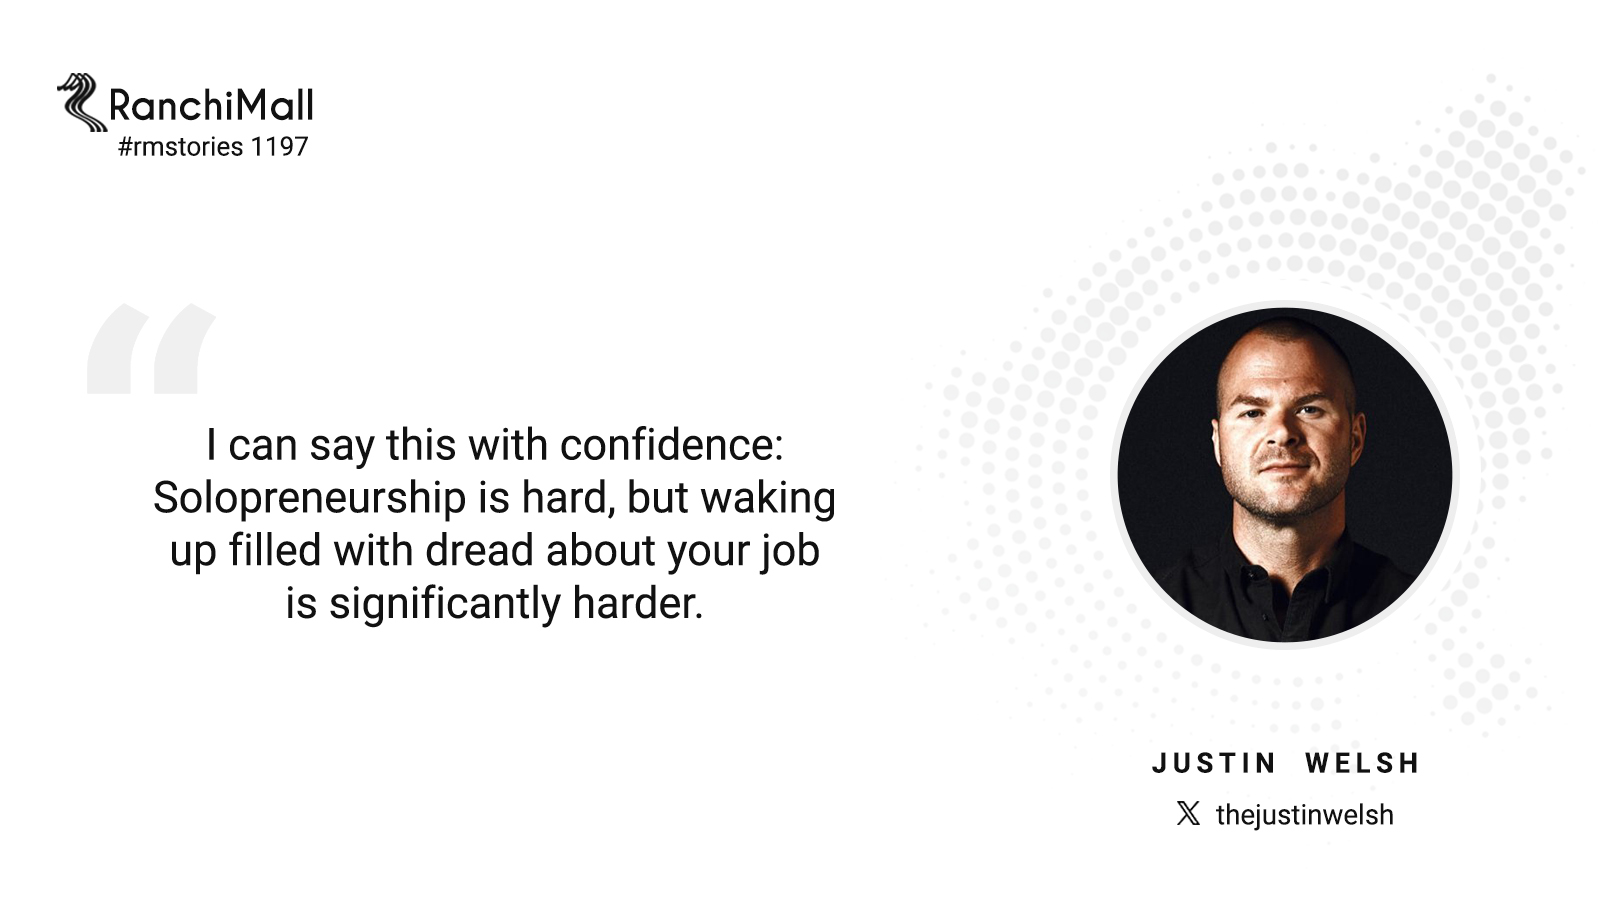 RanchiMall
#rmstories 1197
“
I can say this with confidence:
Solopreneurship is hard, but waking
up filled with dread about your job
is significantly harder.
JUSTIN WELSH
𝕏 thejustinwelsh